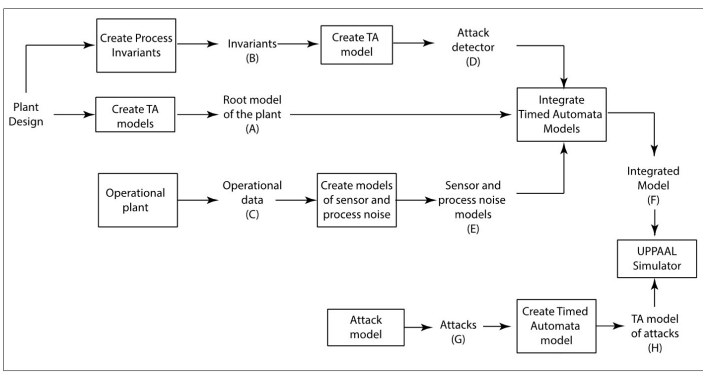 Create Process
Invariants
Invariants
(B)
Create TA
model
Attack
detector
(D)
Plant
Design
Create TA
models
Root model
of the plant
(A)
Integrate
Timed Automata
Models
Operational
plant
Operational
data
(C)
Create models
of sensor and
process noise
Sensor and
process noise
models
(E)
Integrated
Model
(F)
UPPAAL
Simulator
Attack
model
Attacks
(G)
Create Timed
Automata
model
TA model
of attacks
(H)